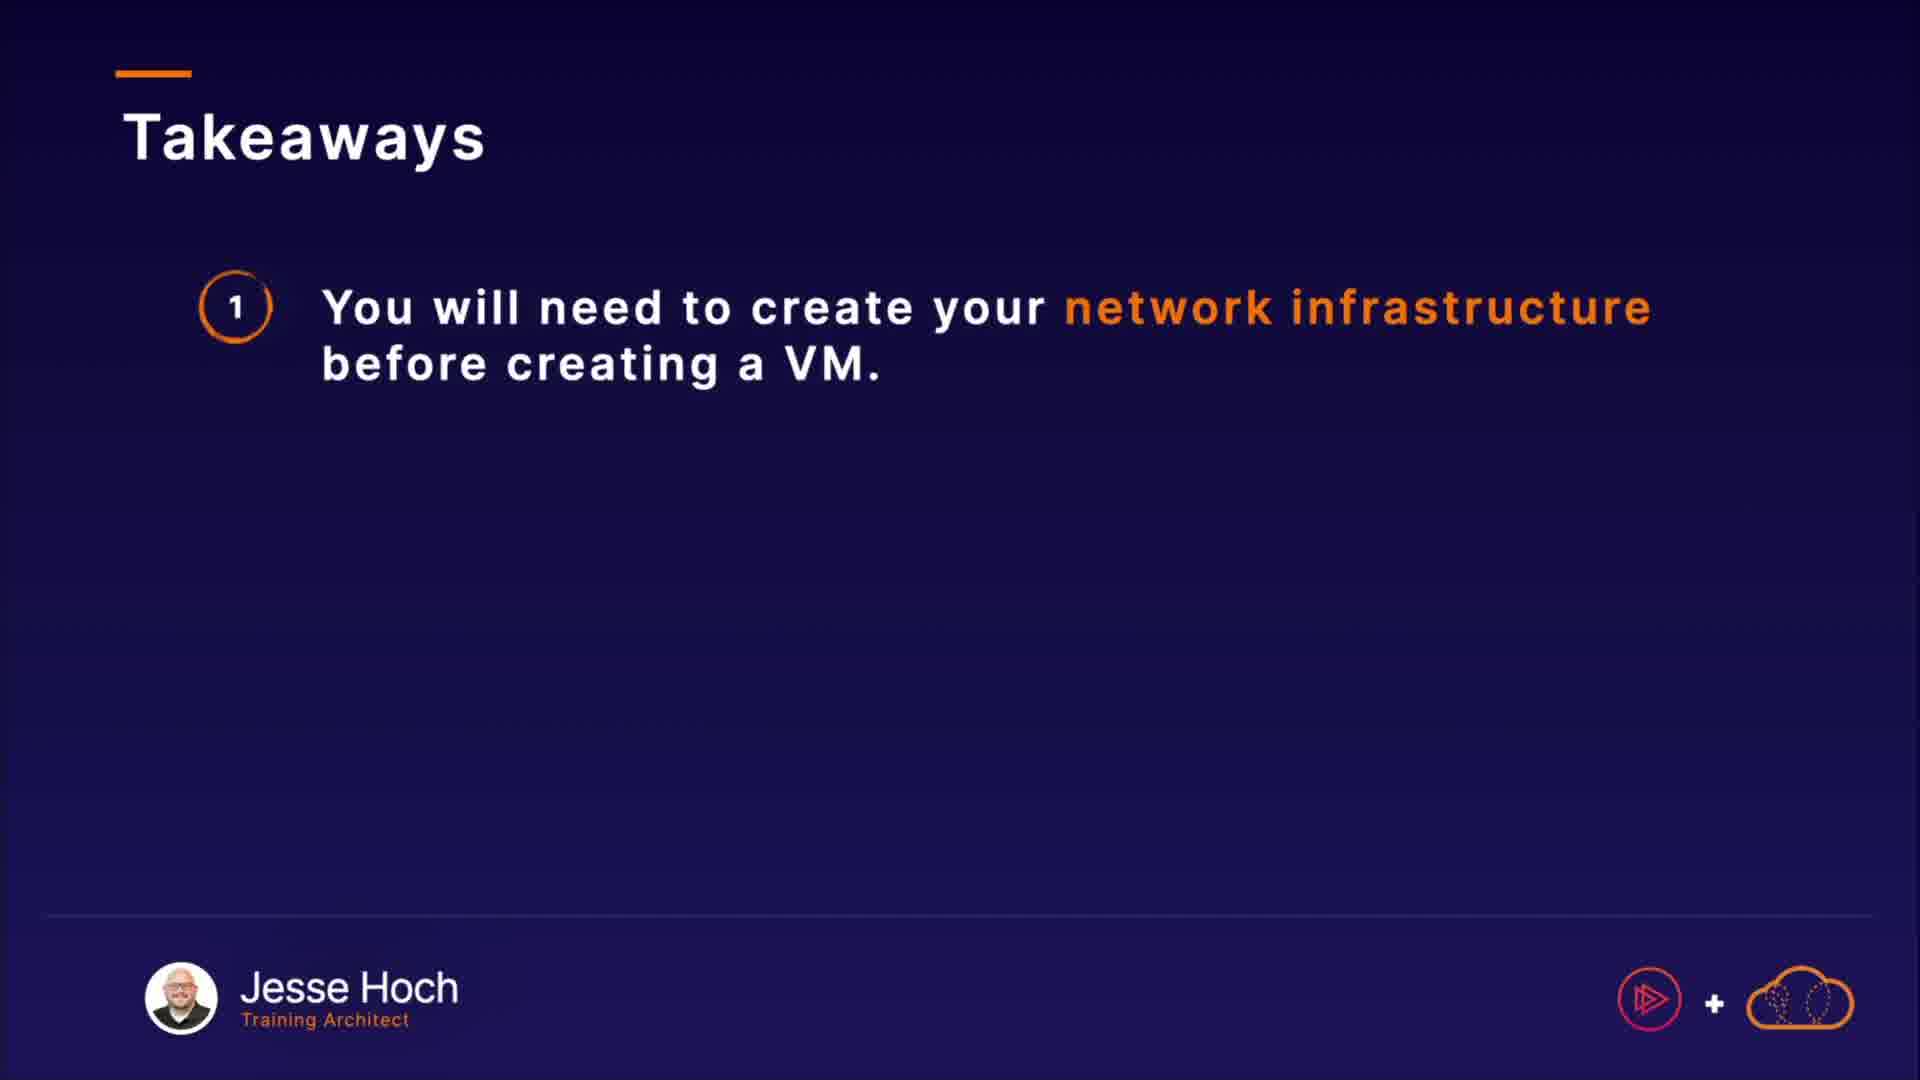 Takeaways
1
You will need to create your network infrastructure
before creating a VM.
Jesse Hoch
Training Architect
+